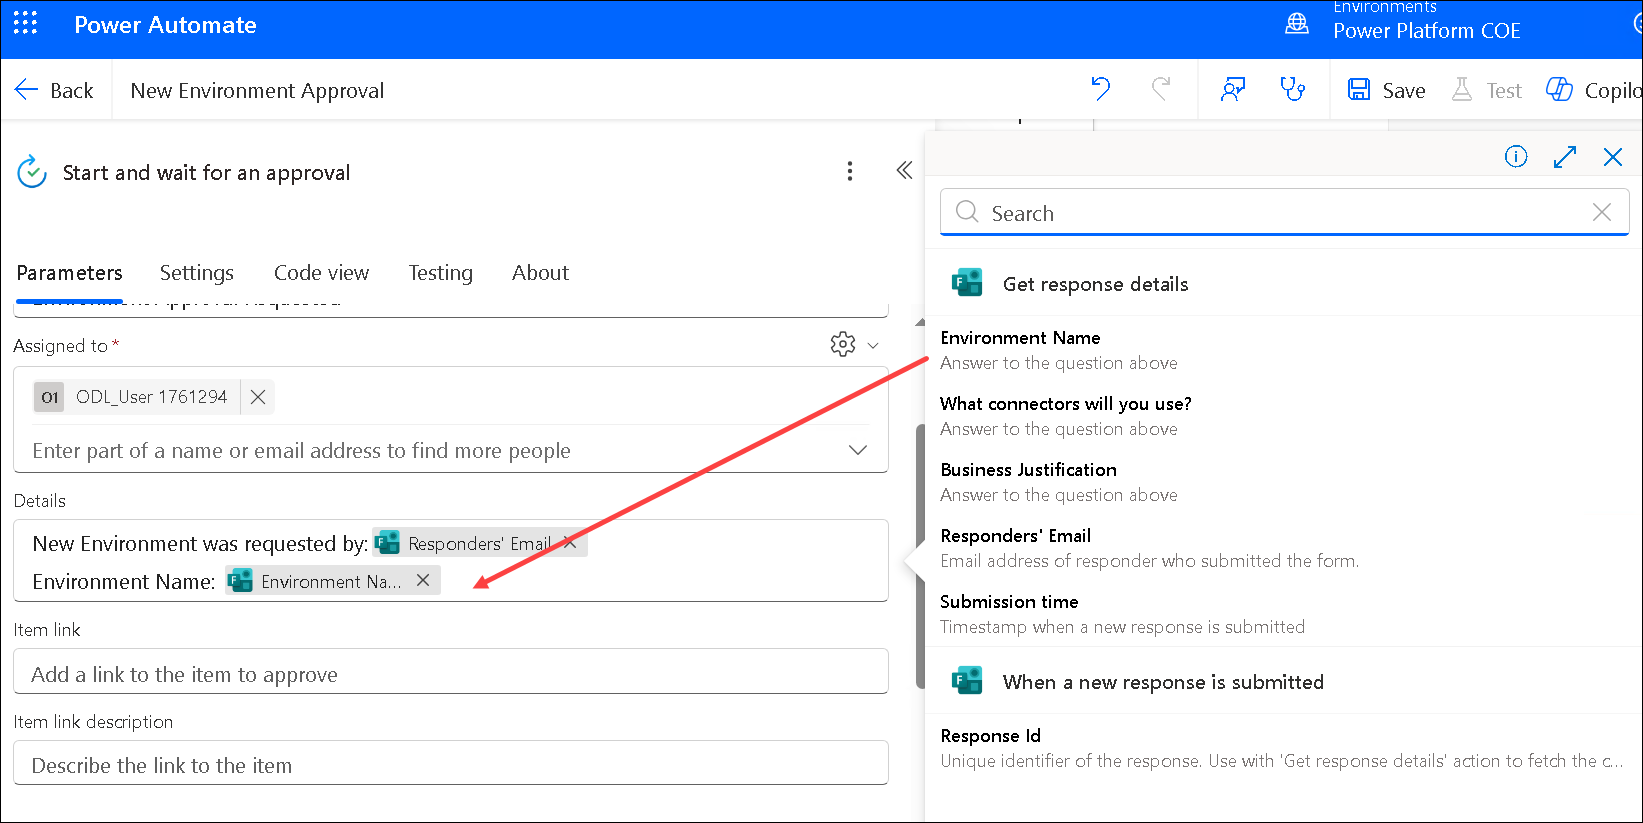 Environments
Power Automate
Power Platform COE
Back
New Environment Approval
Save
Test
Copilo
Start and wait for an approval
Parameters
Settings
Code view
Testing
About
Assigned to *
O1
ODL_User 1761294
Enter part of a name or email address to find more people
Details
New Environment was requested by: Responders' Email
Environment Name: Environment Na...
Item link
Add a link to the item to approve
Item link description
Describe the link to the item
Search
Get response details
Environment Name
Answer to the question above
What connectors will you use?
Answer to the question above
Business Justification
Answer to the question above
Responders' Email
Email address of responder who submitted the form.
Submission time
Timestamp when a new response is submitted
When a new response is submitted
Response Id
Unique identifier of the response. Use with 'Get response details' action to fetch the c...